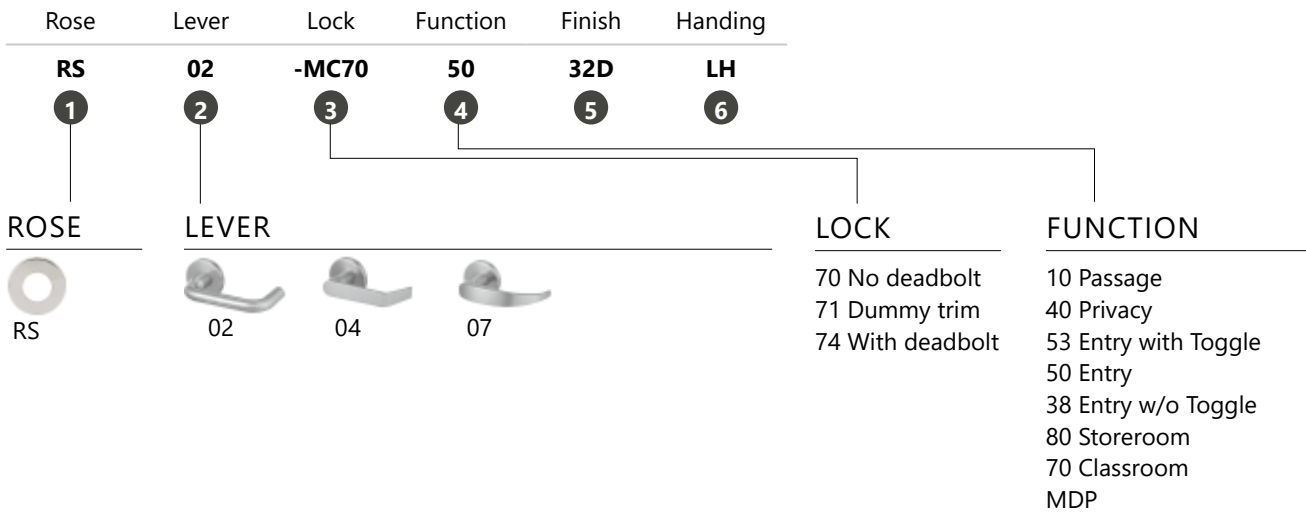 Rose Lever Lock Function Finish Handing
RS 02 -MC70 50 32D LH
1 2 3 4 5 6
ROSE
RS
LEVER
02 04 07
LOCK
70 No deadbolt
71 Dummy trim
74 With deadbolt
FUNCTION
10 Passage
40 Privacy
53 Entry with Toggle
50 Entry
38 Entry w/o Toggle
80 Storeroom
70 Classroom
MDP